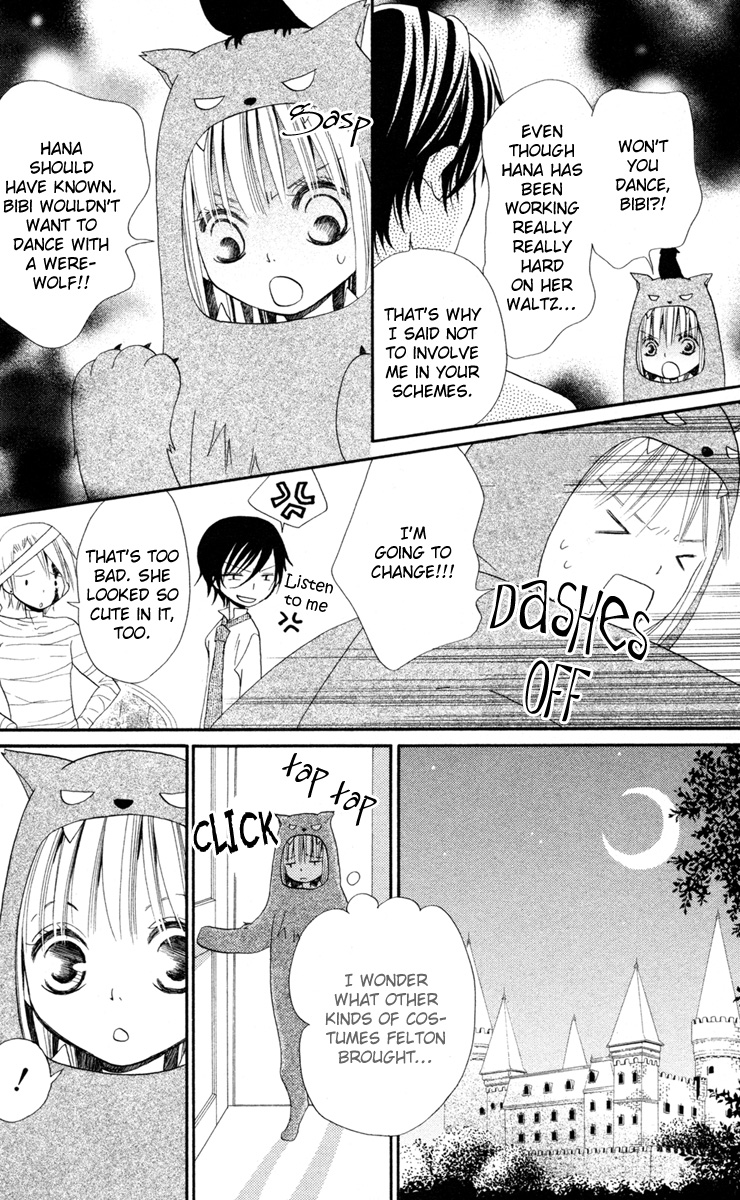 WON'T
YOU
DANCE,
BIBI?!
EVEN
THOUGH
HANA HAS
BEEN
WORKING
REALLY
REALLY
HARD
ON HER
WALTZ...
THAT'S WHY
I SAID NOT
TO INVOLVE
ME IN YOUR
SCHEMES.
gasp
HANA
SHOULD
HAVE KNOWN.
BIBI WOULDN'T
WANT TO
DANCE WITH
A WERE-
WOLF!!
I'M
GOING TO
CHANGE!!!
DASHES
OFF
Listen
to me
THAT'S TOO
BAD. SHE
LOOKED SO
CUTE IN IT,
TOO.
tap tap
CLICK
I WONDER
WHAT OTHER
KINDS OF COS-
TUMES FELTON
BROUGHT...
!